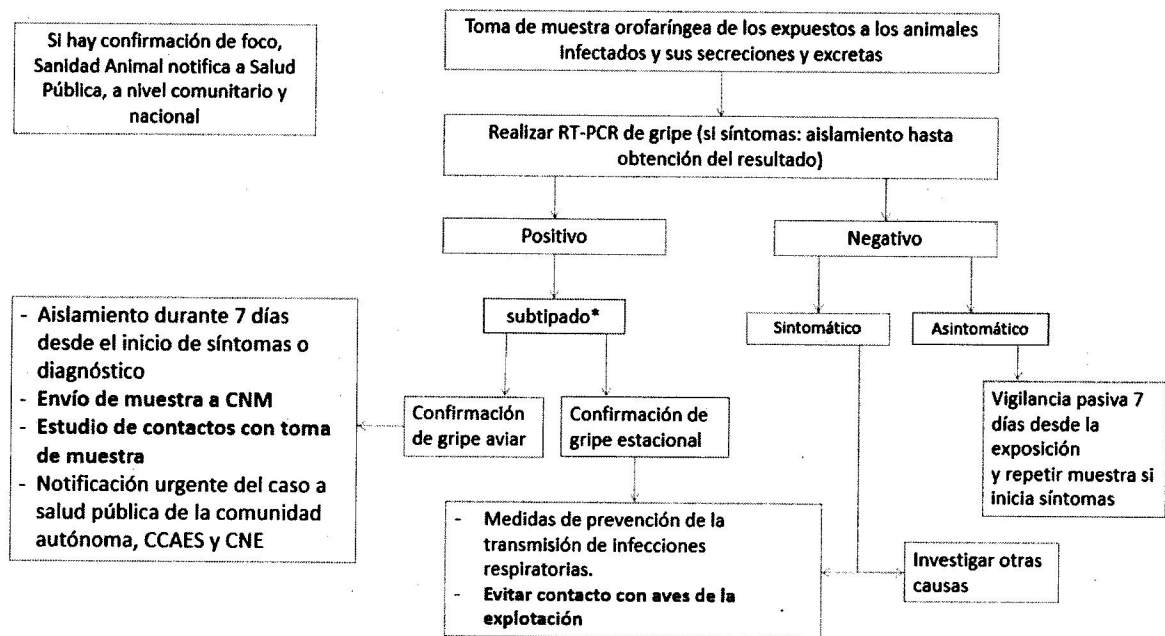 Si hay confirmación de foco,
Sanidad Animal notifica a Salud
Pública, a nivel comunitario y
nacional
Toma de muestra orofaríngea de los expuestos a los animales
infectados y sus secreciones y excretas
Realizar RT-PCR de gripe (si síntomas: aislamiento hasta
obtención del resultado)
Positivo
Negativo
subtipado*
Sintomático
Asintomático
- Aislamiento durante 7 días
desde el inicio de síntomas o
diagnóstico
- Envío de muestra a CNM
- Estudio de contactos con toma
de muestra
- Notificación urgente del caso a
salud pública de la comunidad
autónoma, CCAES y CNE
Confirmación
de gripe aviar
Confirmación de
gripe estacional
Vigilancia pasiva 7
días desde la
exposición
y repetir muestra si
inicia síntomas
- Medidas de prevención de la
transmisión de infecciones
respiratorias.
- Evitar contacto con aves de la
explotación
Investigar otras
causas